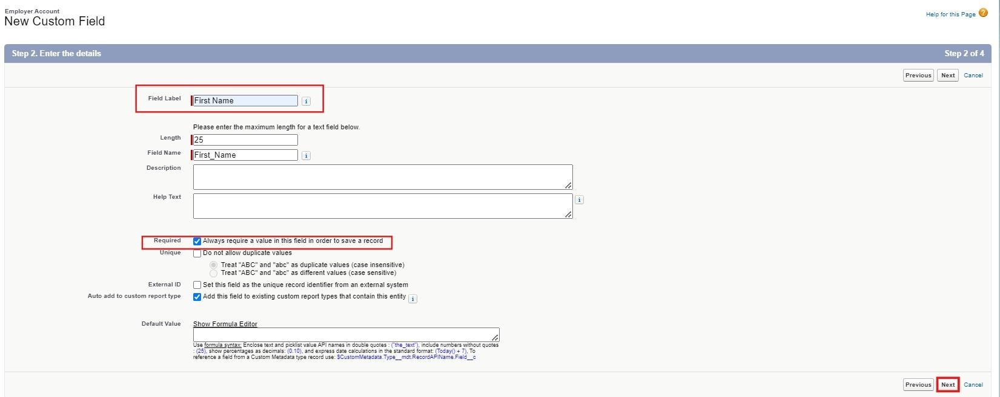 Employer Account
New Custom Field
Help for this Page ?
Step 2. Enter the details
Step 2 of 4
Previous Next Cancel
Field Label First Name i
Please enter the maximum length for a text field below.
Length 25
Field Name First_Name i
Description
Help Text i
Required Always require a value in this field in order to save a record
Unique Do not allow duplicate values
Treat "ABC" and "abc" as duplicate values (case insensitive)
Treat "ABC" and "abc" as different values (case sensitive)
External ID Set this field as the unique record identifier from an external system
Auto add to custom report type Add this field to existing custom report types that contain this entity i
Default Value Show Formula Editor
Use formula syntax: Enclose text and picklist value API names in double quotes : ("the_text"), include numbers without quotes
: (25), show percentages as decimals: (0.10), and express date calculations in the standard format: (Today() + 7), To
reference a field from a Custom Metadata type record use: $CustomMetadata.Type__mdt.RecordAPIName.Field__c
Previous Next Cancel